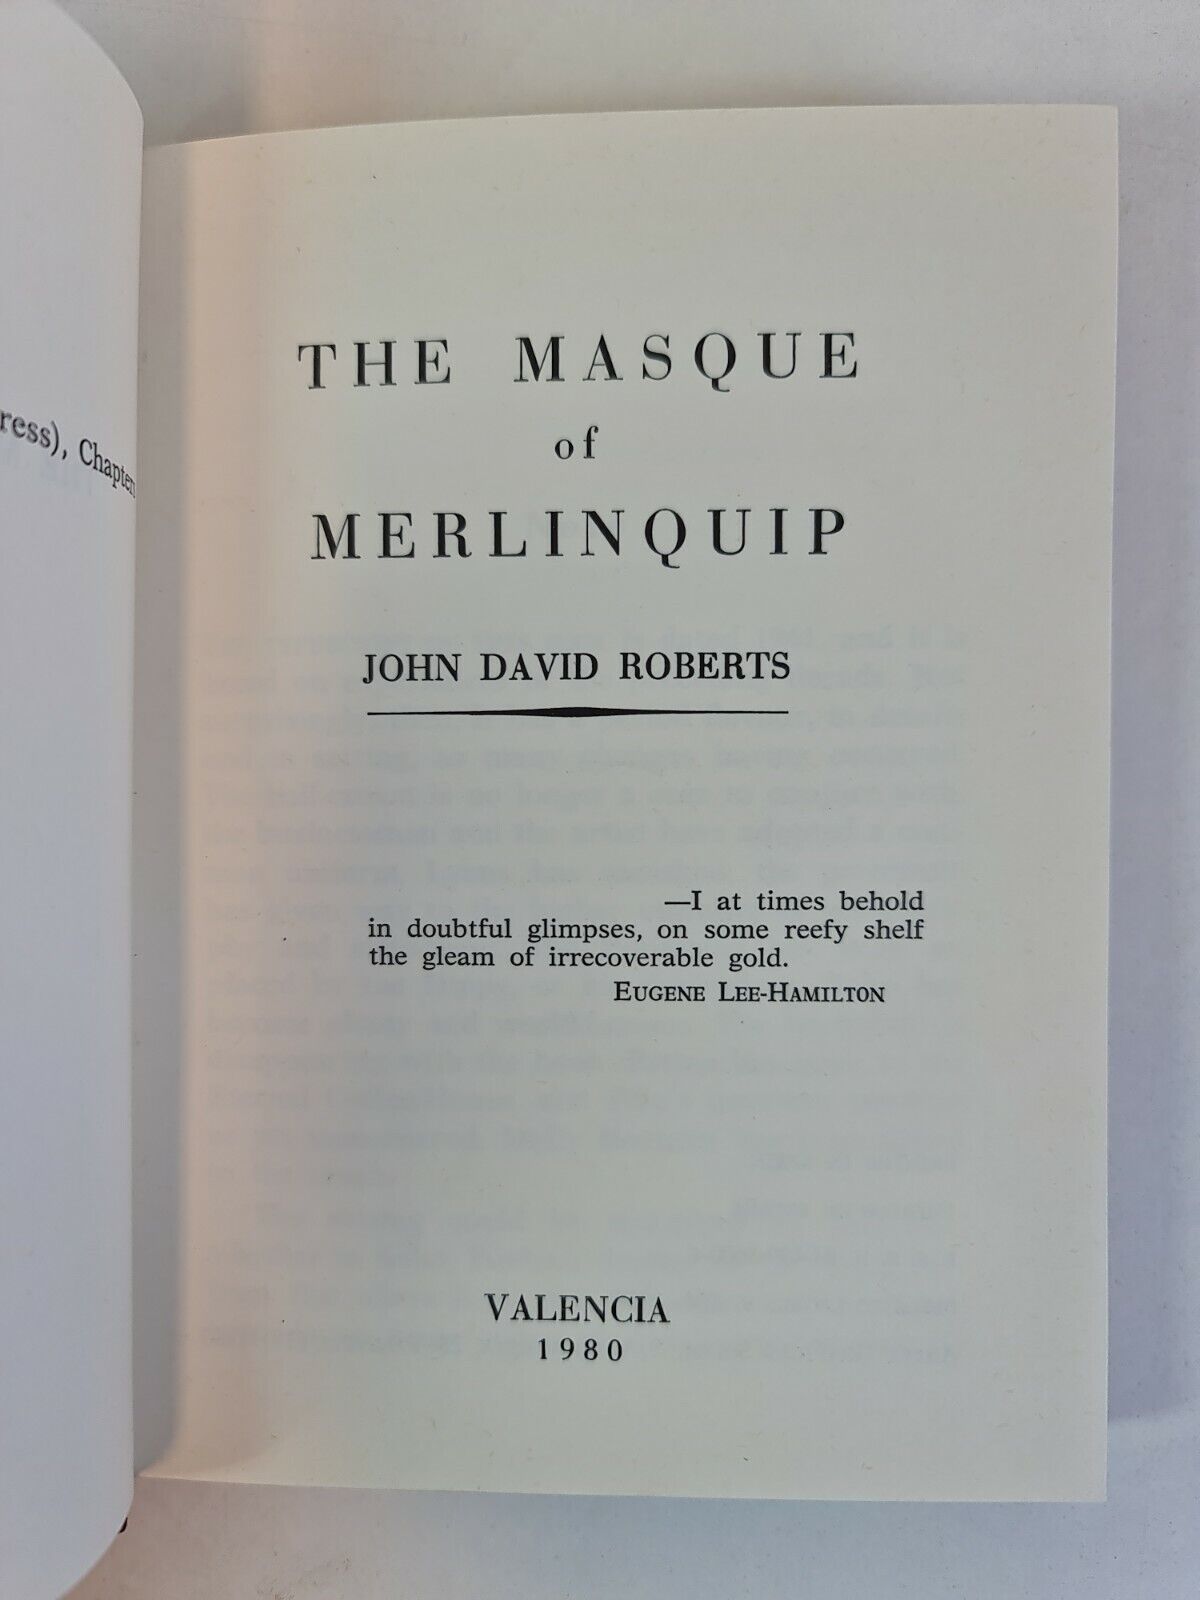 ress), Chapters
THE MASQUE
of
MERLINQUIP
JOHN DAVID ROBERTS
—I at times behold
in doubtful glimpses, on some reefy shelf
the gleam of irrecoverable gold.
EUGENE LEE-HAMILTON
VALENCIA
1980